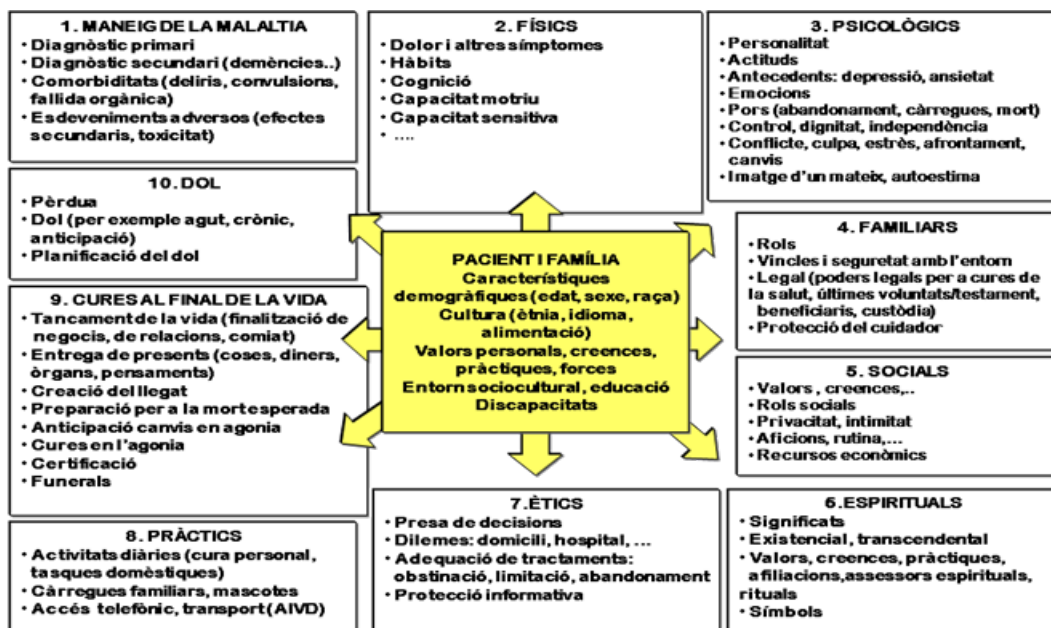 1. MANEIG DE LA MALALTIA
• Diagnòstic primari
• Diagnòstic secundari (demències..)
• Comorbiditats (deliris, convulsions,
fallida orgànica)
• Esdeveniments adversos (efectes
secundaris, toxicitat)
2. FÍSICS
• Dolor i altres símptomes
• Hàbits
• Cognició
• Capacitat motriu
• Capacitat sensitiva
• ....
3. PSICOLÒGICS
• Personalitat
• Actituds
• Antecedents: depressió, ansietat
• Emocions
• Pors (abandonament, càrregues, mort)
• Control, dignitat, independència
• Conflicte, culpa, estrès, afrontament,
canvis
• Imatge d'un mateix, autoestima
10. DOL
• Pèrdua
• Dol (per exemple agut, crònic,
anticipació)
• Planificació del dol
PACIENT I FAMÍLIA
Característiques
demogràfiques (edat, sexe, raça)
Cultura (ètnia, idioma,
alimentació)
Valors personals, creences,
pràctiques, forces
Entorn sociocultural, educació
Discapacitats
4. FAMILIARS
• Rols
• Vincles i seguretat amb l'entorn
• Legal (poders legals per a cures de
la salut, últimes voluntats/testament,
beneficiaris, custòdia)
• Protecció del cuidador
9. CURES AL FINAL DE LA VIDA
• Tancament de la vida (finalització de
negocis, de relacions, comiat)
• Entrega de presents (coses, diners,
òrgans, pensaments)
• Creació del llegat
• Preparació per a la mort esperada
• Anticipació canvis en agonia
• Cures en l'agonia
• Certificació
• Funerals
5. SOCIALS
• Valors , creences,..
• Rols socials
• Privacitat, intimitat
• Aficions, rutina,...
• Recursos econòmics
8. PRÀCTICS
• Activitats diàries (cura personal,
tasques domèstiques)
• Càrregues familiars, mascotes
• Accés telefònic, transport (AIVD)
7. ÈTICS
• Presa de decisions
• Dilemes: domicili, hospital, ...
• Adequació de tractaments:
obstinació, limitació, abandonament
• Protecció informativa
6. ESPIRITUALS
• Significats
• Existencial, transcendental
• Valors, creences, pràctiques,
afiliacions,assessors espirituals,
rituals
• Símbols